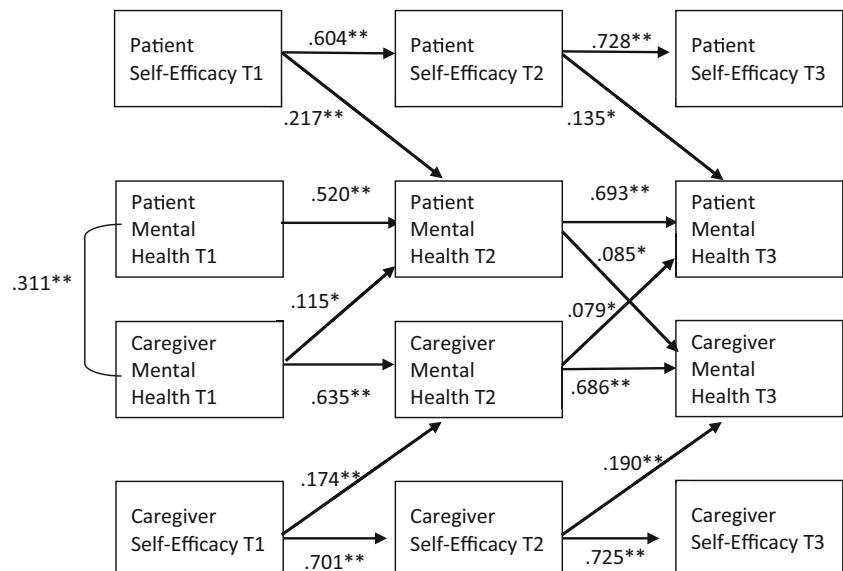 Patient
Self-Efficacy T1
.604**
Patient
Self-Efficacy T2
.728**
Patient
Self-Efficacy T3
.217**
.135*
Patient
Mental
Health T1
.520**
Patient
Mental
Health T2
.693**
Patient
Mental
Health T3
.085*
.311**
.115*
.079*
Caregiver
Mental
Health T1
.635**
Caregiver
Mental
Health T2
.686**
Caregiver
Mental
Health T3
.174**
.190**
Caregiver
Self-Efficacy T1
.701**
Caregiver
Self-Efficacy T2
.725**
Caregiver
Self-Efficacy T3